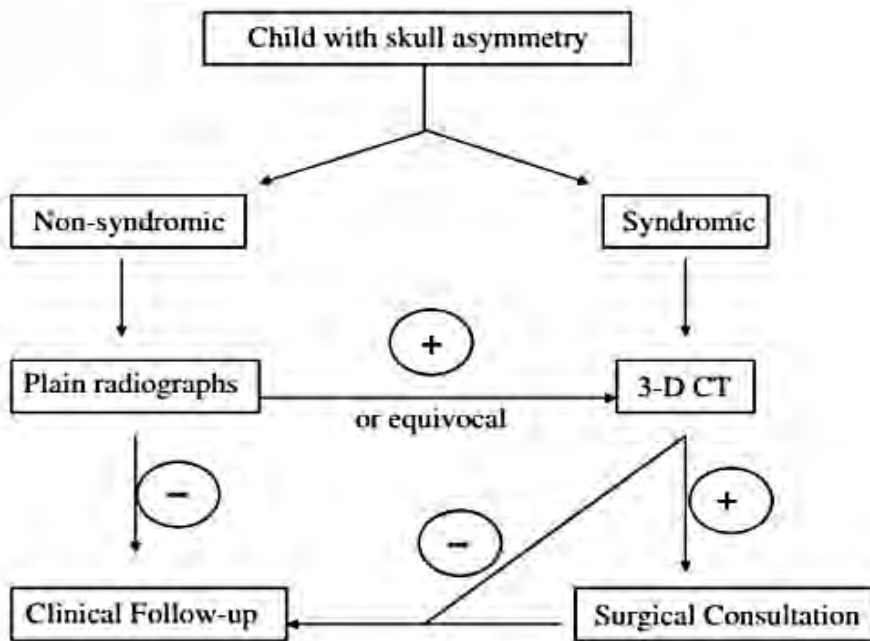 Child with skull asymmetry
Non-syndromic
Syndromic
+
Plain radiographs
3-D CT
or equivocal
−
+
−
Clinical Follow-up
Surgical Consultation